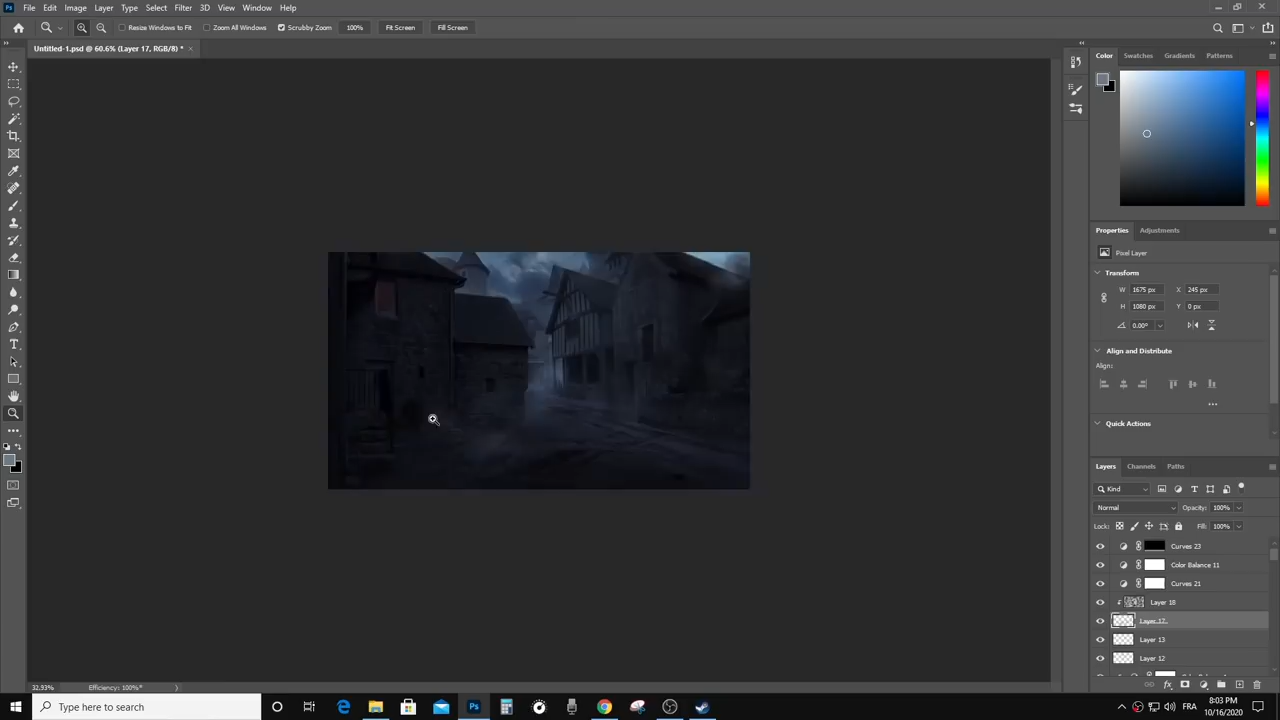 Ps File Edit Image Layer Type Select Filter 3D View Window Help
Resize Windows to Fit Zoom All Windows Scrubby Zoom 100% Fit Screen Fill Screen
Untitled-1.psd @ 60.6% (Layer 17, RGB/8) *
Color Swatches Gradients Patterns
Properties Adjustments
Pixel Layer
Transform
W 1675 px X 245 px
H 1080 px Y 0 px
0.00°
Align and Distribute
Align:
Quick Actions
Layers Channels Paths
Kind
Normal Opacity: 100%
Lock: Fill: 100%
Curves 23
Color Balance 11
Curves 21
Layer 18
Layer 17
Layer 13
Layer 12
32.93% Efficiency: 100%*
Type here to search
Ps
FRA
8:03 PM
10/16/2020